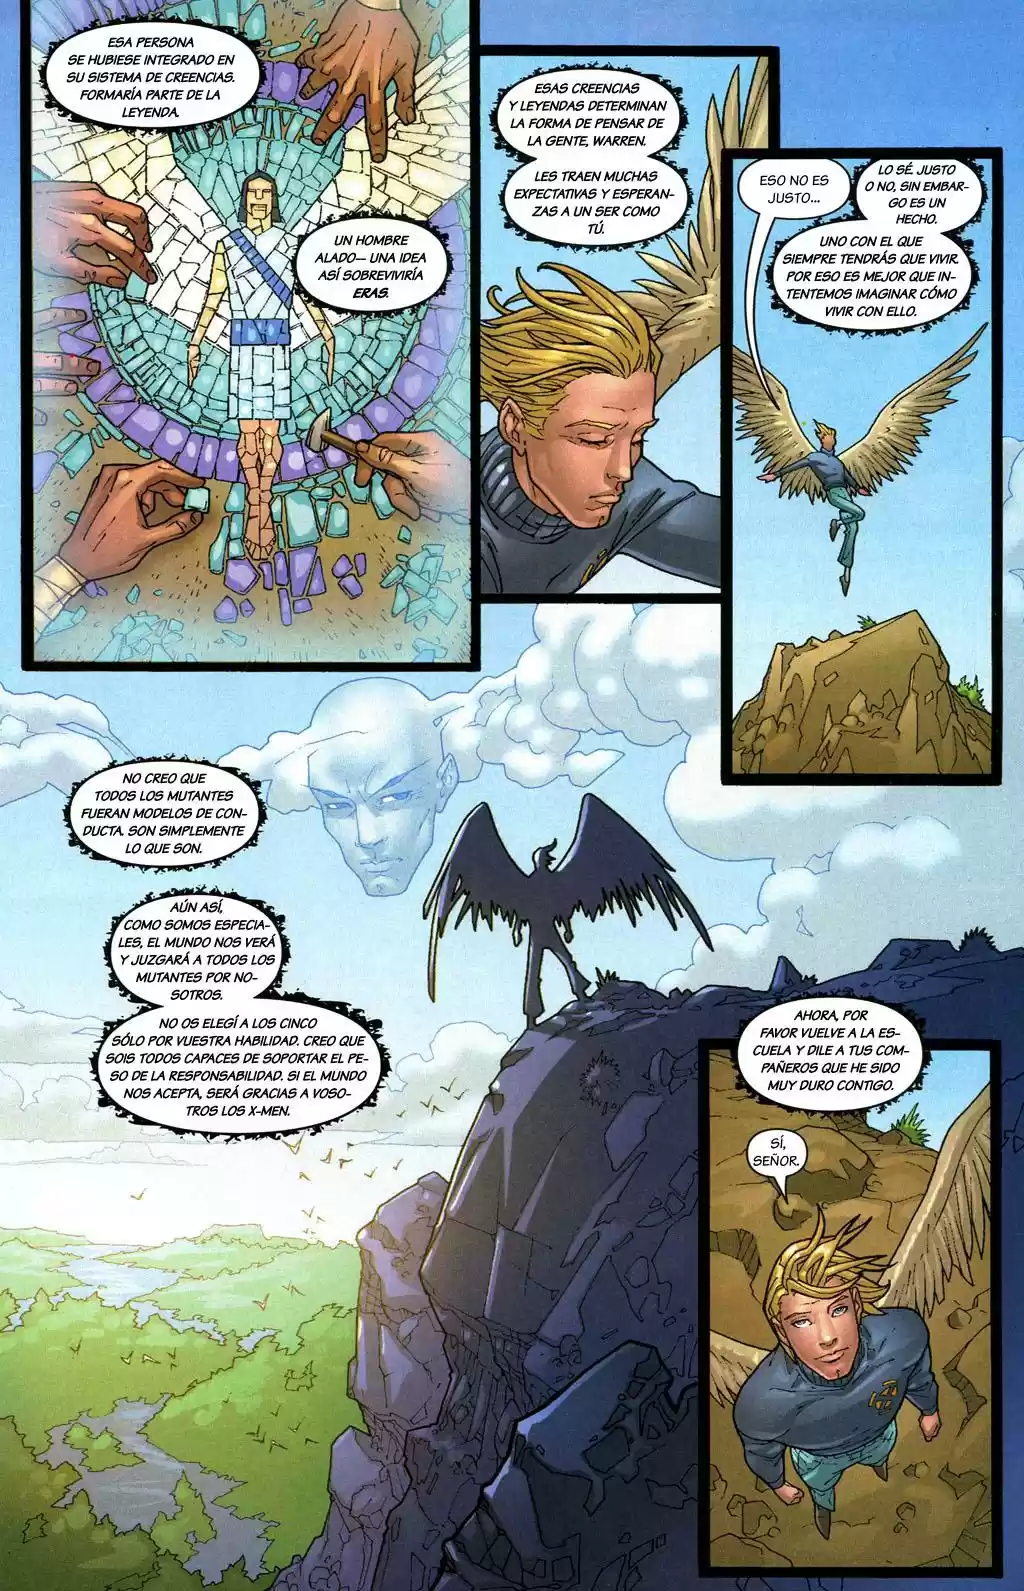 ESA PERSONA
SE HUBIESE INTEGRADO EN
SU SISTEMA DE CREENCIAS.
FORMARÍA PARTE DE LA
LEYENDA.
UN HOMBRE
ALADO-- UNA IDEA
ASÍ SOBREVIVIRÍA
ERAS.
ESAS CREENCIAS
Y LEYENDAS DETERMINAN
LA FORMA DE PENSAR DE
LA GENTE, WARREN.
LES TRAEN MUCHAS
EXPECTATIVAS Y ESPERAN-
ZAS A UN SER COMO
TÚ.
ESO NO ES
JUSTO...
LO SÉ. JUSTO
O NO, SIN EMBAR-
GO ES UN
HECHO.
UNO CON EL QUE
SIEMPRE TENDRÁS QUE VIVIR.
POR ESO ES MEJOR QUE IN-
TENTEMOS IMAGINAR CÓMO
VIVIR CON ELLO.
NO CREO QUE
TODOS LOS MUTANTES
FUERAN MODELOS DE CON-
DUCTA. SON SIMPLEMENTE
LO QUE SON.
AÚN ASÍ,
COMO SOMOS ESPECIA-
LES, EL MUNDO NOS VERÁ
Y JUZGARÁ A TODOS LOS
MUTANTES POR NO-
SOTROS.
NO OS ELEGÍ A LOS CINCO
SÓLO POR VUESTRA HABILIDAD. CREO QUE
SOIS TODOS CAPACES DE SOPORTAR EL PE-
SO DE LA RESPONSABILIDAD. SI EL MUNDO
NOS ACEPTA, SERÁ GRACIAS A VOSO-
TROS LOS X-MEN.
AHORA, POR
FAVOR VUELVE A LA ES-
CUELA Y DILE A TUS COM-
PAÑEROS QUE HE SIDO
MUY DURO CONTIGO.
SÍ,
SEÑOR.